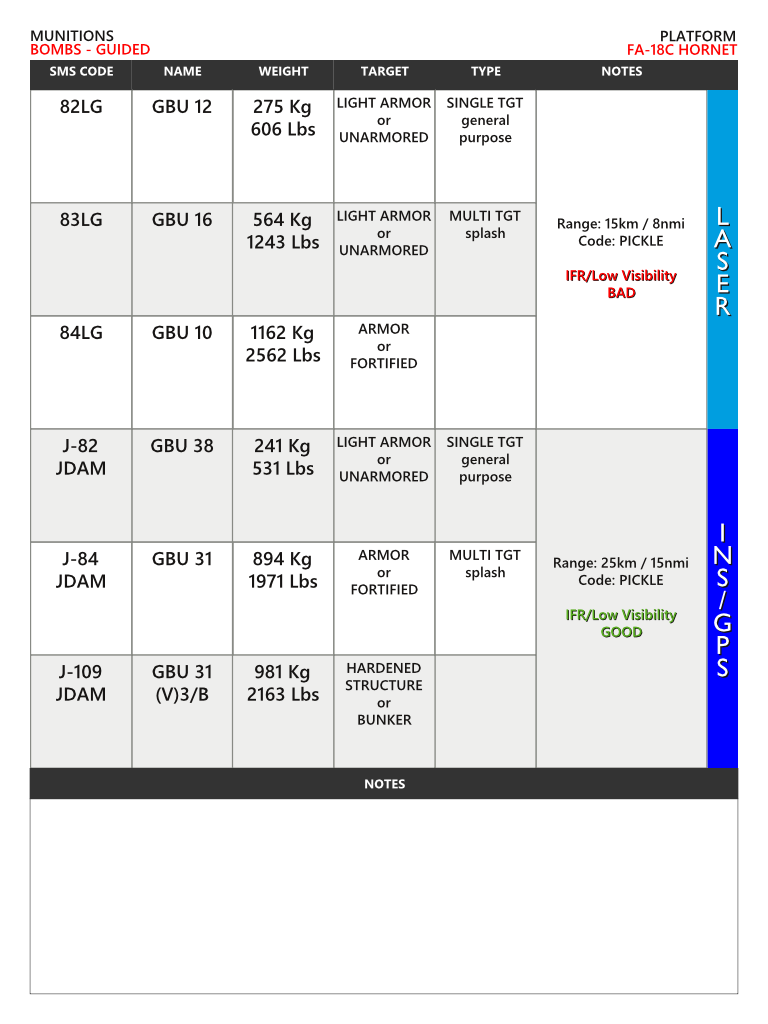 MUNITIONS
BOMBS - GUIDED
PLATFORM
FA-18C HORNET
SMS CODE NAME WEIGHT TARGET TYPE NOTES
82LG
GBU 12
275 Kg
606 Lbs
LIGHT ARMOR
or
UNARMORED
SINGLE TGT
general
purpose
83LG
GBU 16
564 Kg
1243 Lbs
LIGHT ARMOR
or
UNARMORED
MULTI TGT
splash
84LG
GBU 10
1162 Kg
2562 Lbs
ARMOR
or
FORTIFIED
Range: 15km / 8nmi
Code: PICKLE
IFR/Low Visibility
BAD
LASER
J-82
JDAM
GBU 38
241 Kg
531 Lbs
LIGHT ARMOR
or
UNARMORED
SINGLE TGT
general
purpose
J-84
JDAM
GBU 31
894 Kg
1971 Lbs
ARMOR
or
FORTIFIED
MULTI TGT
splash
J-109
JDAM
GBU 31
(V)3/B
981 Kg
2163 Lbs
HARDENED
STRUCTURE
or
BUNKER
Range: 25km / 15nmi
Code: PICKLE
IFR/Low Visibility
GOOD
INS/GPS
NOTES